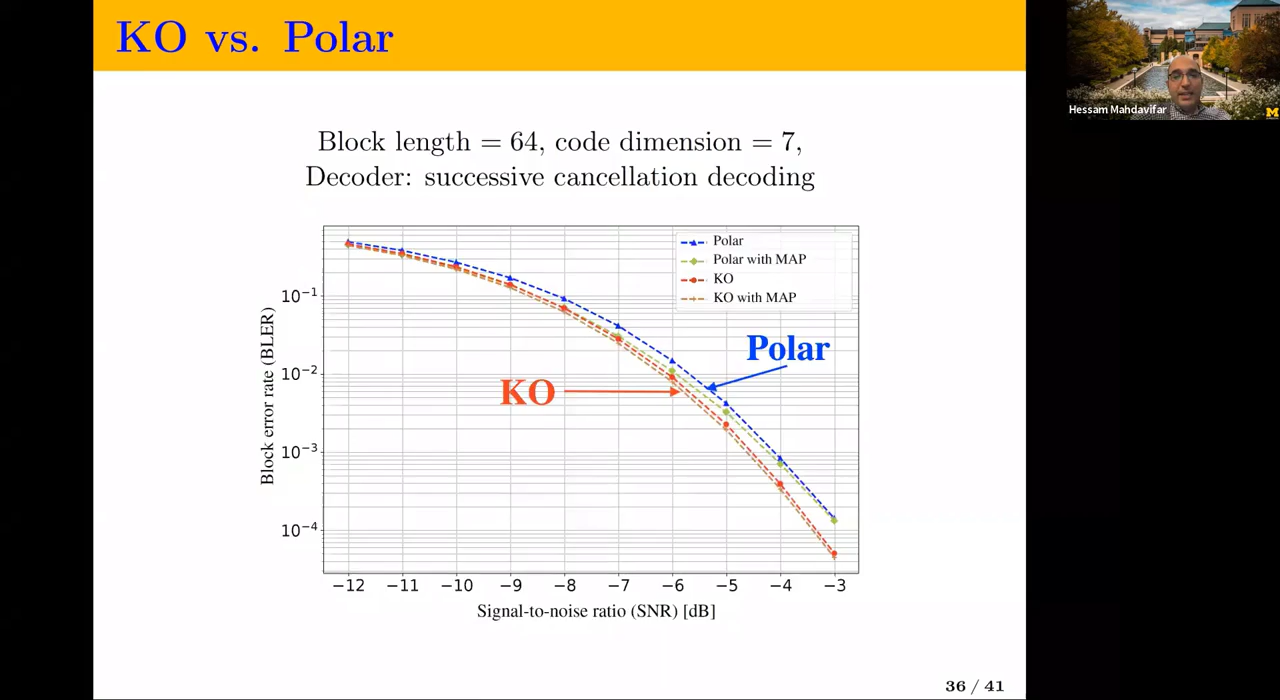 KO vs. Polar
Hessam Mahdavifar
M
Block length = 64, code dimension = 7,
Decoder: successive cancellation decoding
Polar
Polar with MAP
KO
KO with MAP
Polar
KO
Block error rate (BLER)
10⁻¹
10⁻²
10⁻³
10⁻⁴
−12 −11 −10 −9 −8 −7 −6 −5 −4 −3
Signal-to-noise ratio (SNR) [dB]
36 / 41